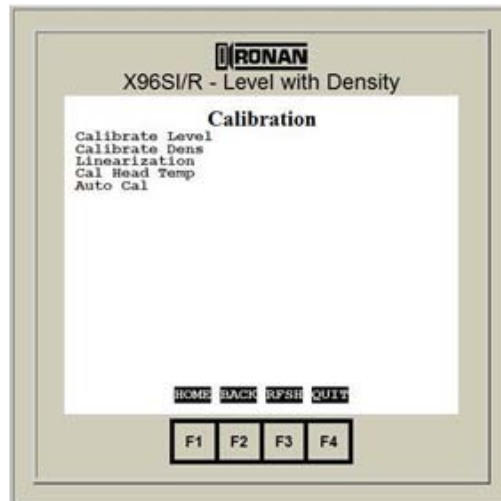 RONAN
X96SI/R - Level with Density
Calibration
Calibrate Level
Calibrate Dens
Linearization
Cal Head Temp
Auto Cal
HOME BACK RFSH QUIT
F1 F2 F3 F4